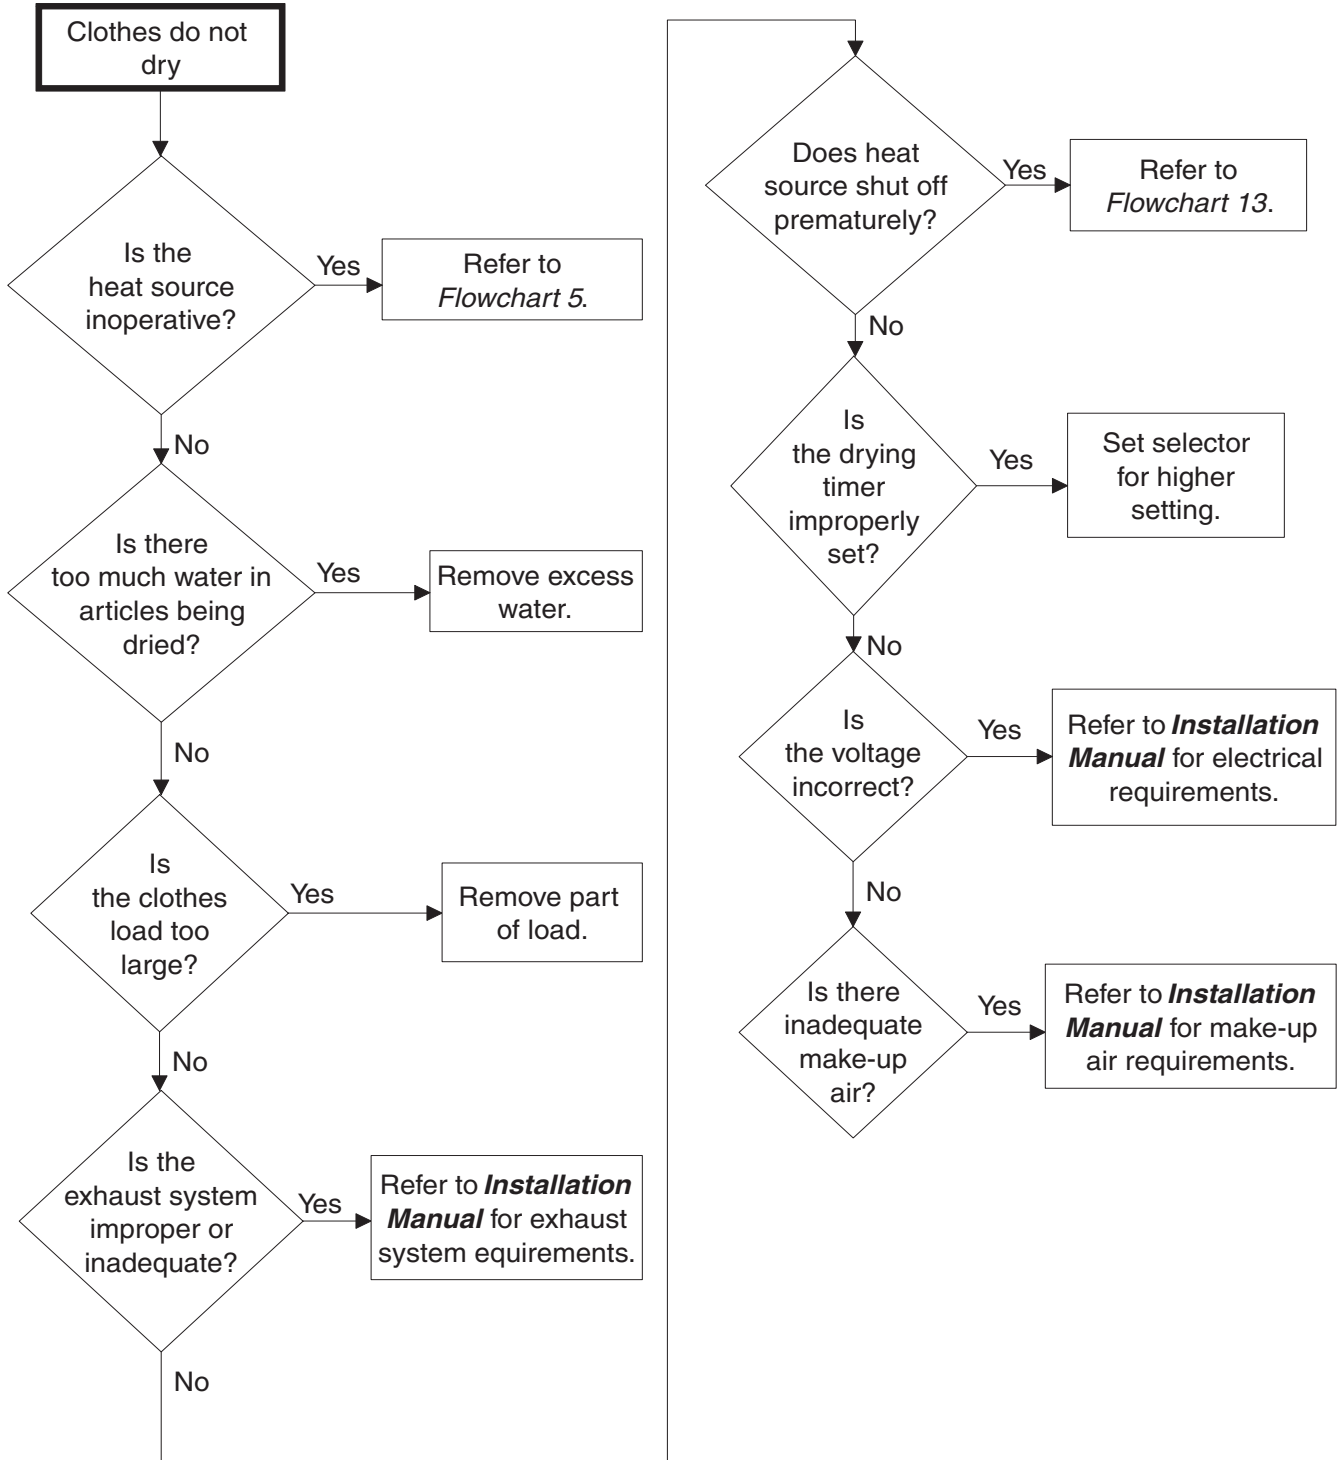 Clothes do not
dry
Is the
heat source
inoperative?
Yes
Refer to
Flowchart 5.
No
Is there
too much water in
articles being
dried?
Yes
Remove excess
water.
No
Is
the clothes
load too
large?
Yes
Remove part
of load.
No
Is the
exhaust system
improper or
inadequate?
Yes
Refer to Installation
Manual for exhaust
system equirements.
No
Does heat
source shut off
prematurely?
Yes
Refer to
Flowchart 13.
No
Is
the drying
timer
improperly
set?
Yes
Set selector
for higher
setting.
No
Is
the voltage
incorrect?
Yes
Refer to Installation
Manual for electrical
requirements.
No
Is there
inadequate
make-up
air?
Yes
Refer to Installation
Manual for make-up
air requirements.